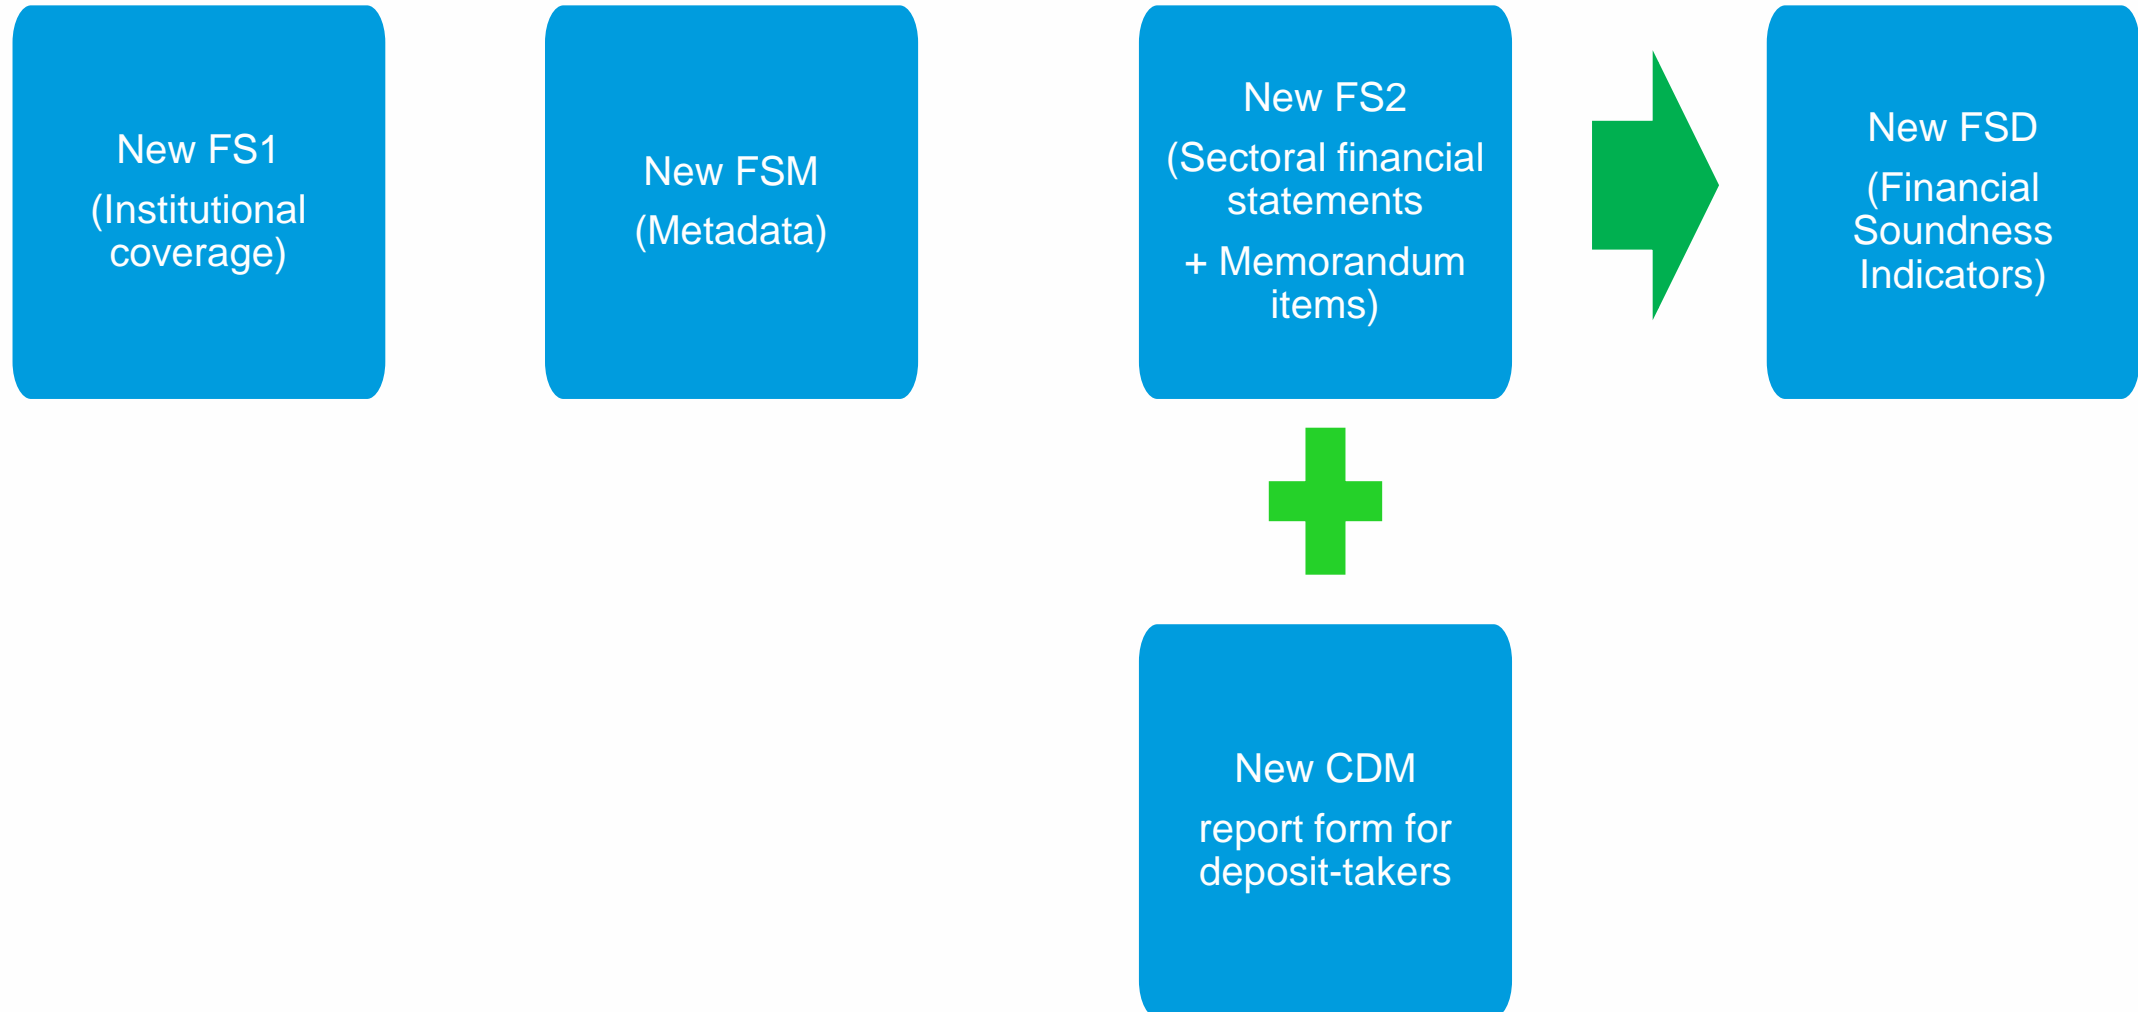 New FS1
(Institutional
coverage)
New FSM
(Metadata)
New FS2
(Sectoral financial
statements
+ Memorandum
items)
New FSD
(Financial
Soundness
Indicators)
New CDM
report form for
deposit-takers